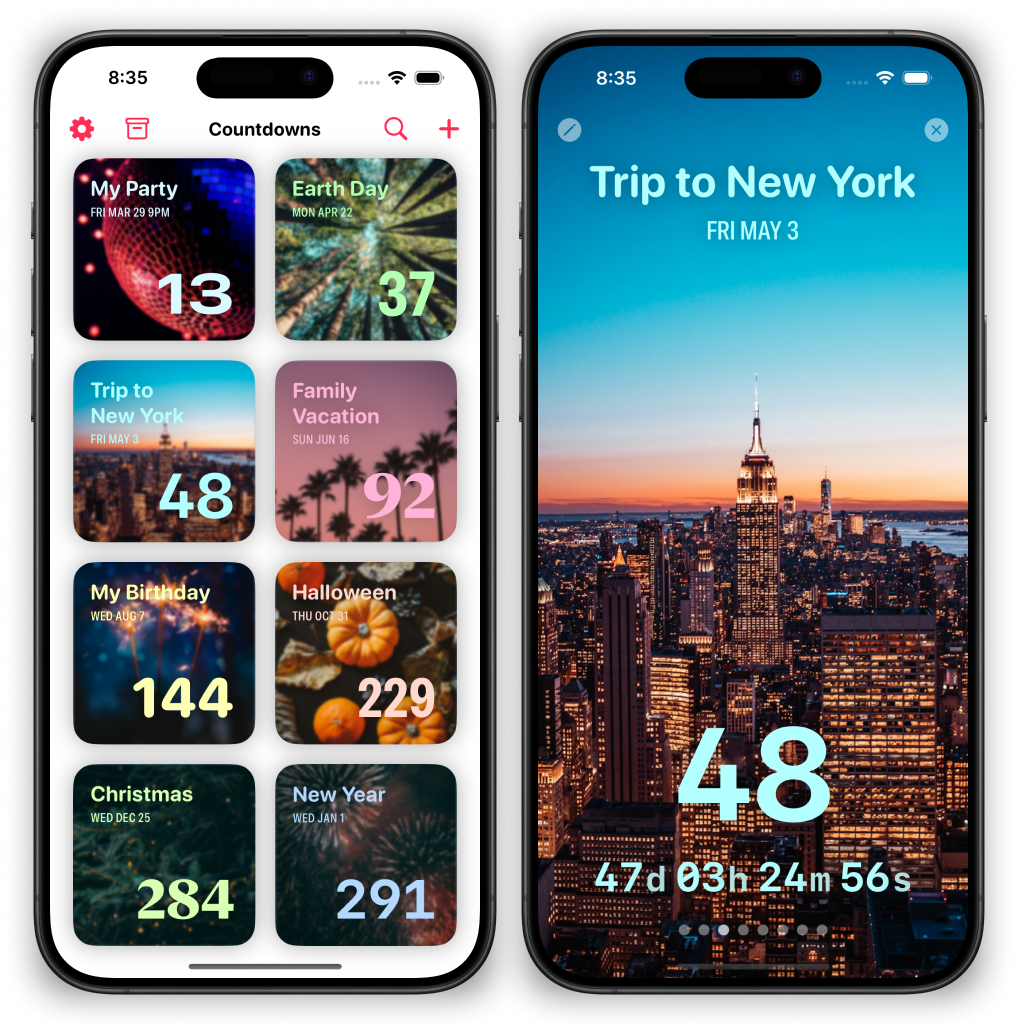 8:35
Countdowns
My Party
FRI MAR 29 9PM
13
Earth Day
MON APR 22
37
Trip to
New York
FRI MAY 3
48
Family
Vacation
SUN JUN 16
92
My Birthday
WED AUG 7
144
Halloween
THU OCT 31
229
Christmas
WED DEC 25
284
New Year
WED JAN 1
291
8:35
Trip to New York
FRI MAY 3
48
47d 03h 24m 56s